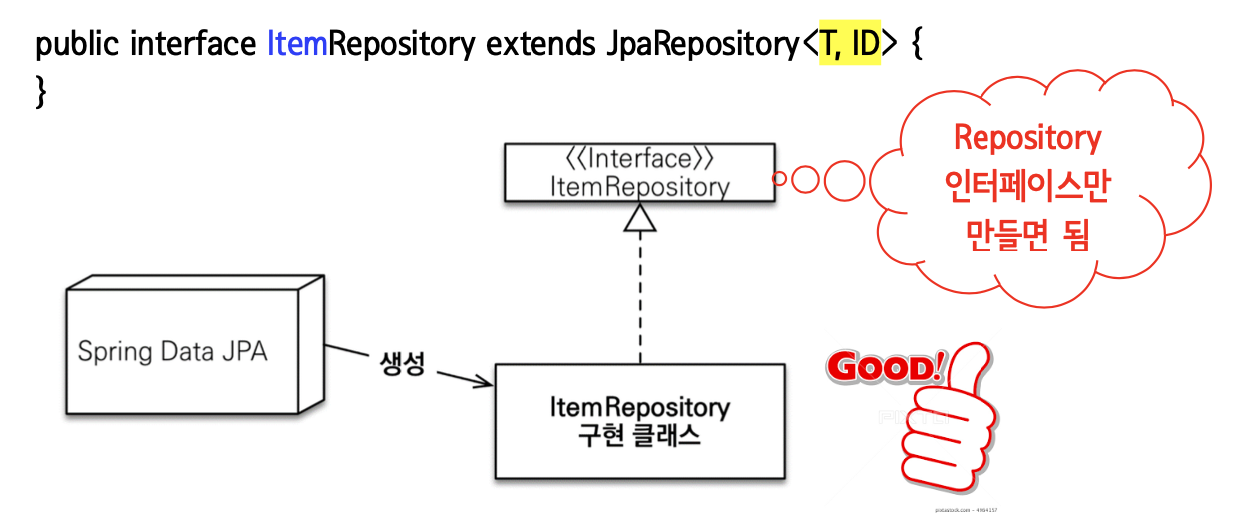 public interface ItemRepository extends JpaRepository<T, ID> {
}
<<Interface>>
ItemRepository
Repository
인터페이스만
만들면 됨
Spring Data JPA
생성
ItemRepository
구현 클래스
GOOD!